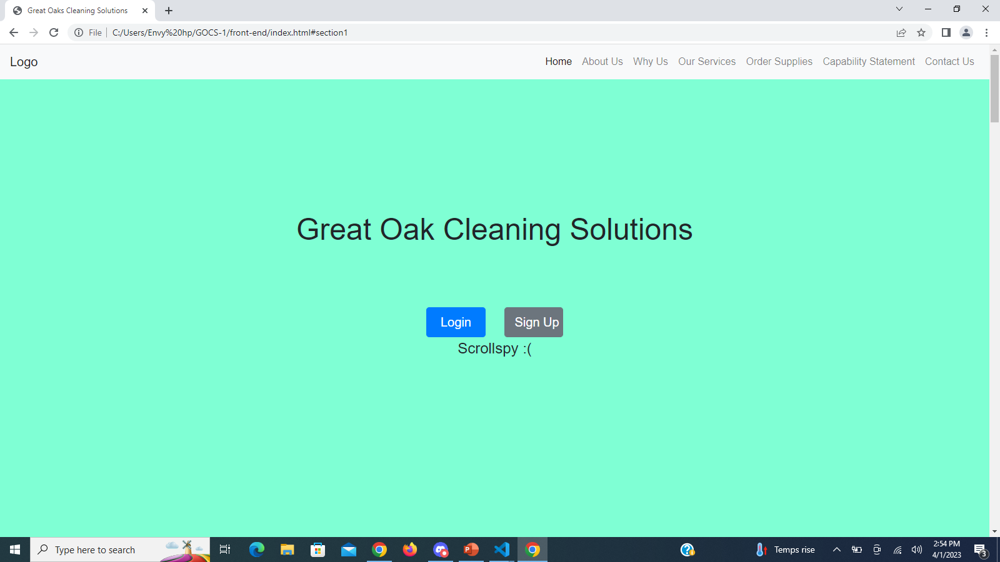 Great Oaks Cleaning Solutions
File C:/Users/Envy%20hp/GOCS-1/front-end/index.html#section1
Logo Home About Us Why Us Our Services Order Supplies Capability Statement Contact Us
Great Oak Cleaning Solutions
Login Sign Up
Scrollspy :(
Type here to search
Temps rise
2:54 PM
4/1/2023
3